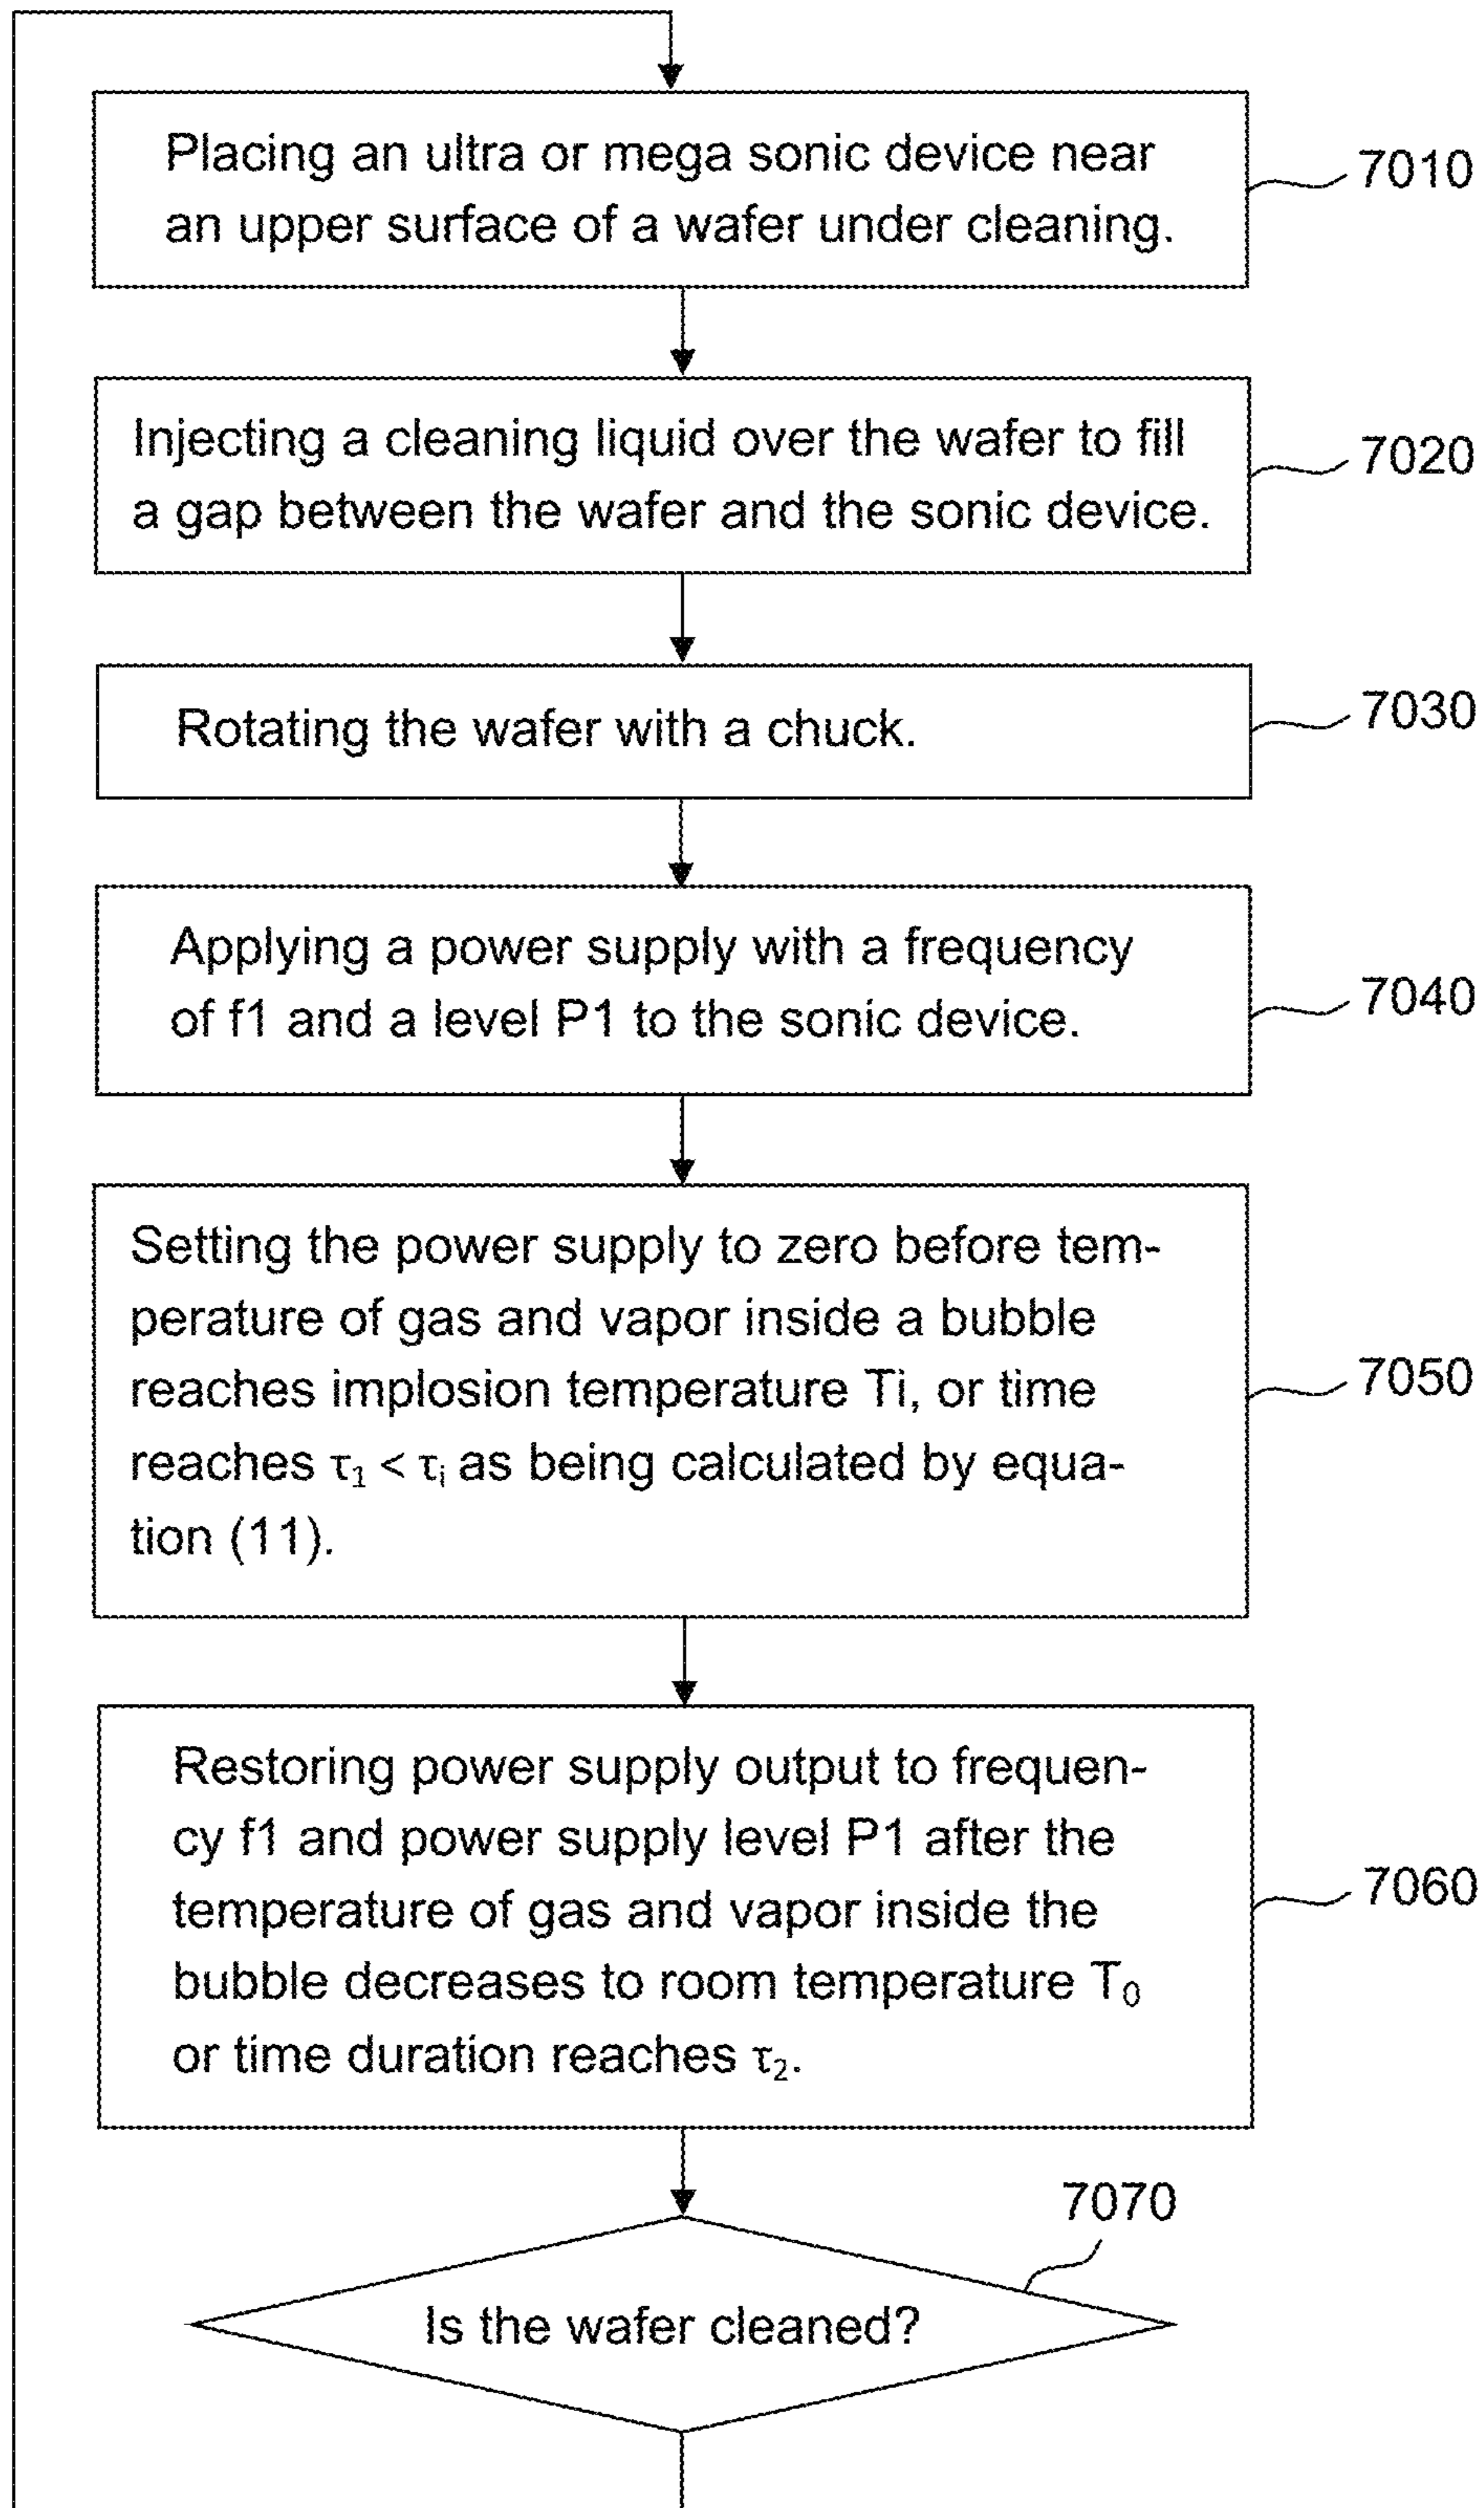 Placing an ultra or mega sonic device near
an upper surface of a wafer under cleaning.
7010
Injecting a cleaning liquid over the wafer to fill
a gap between the wafer and the sonic device.
7020
Rotating the wafer with a chuck.
7030
Applying a power supply with a frequency
of f1 and a level P1 to the sonic device.
7040
Setting the power supply to zero before tem-
perature of gas and vapor inside a bubble
reaches implosion temperature Ti, or time
reaches τ₁ < τᵢ as being calculated by equa-
tion (11).
7050
Restoring power supply output to frequen-
cy f1 and power supply level P1 after the
temperature of gas and vapor inside the
bubble decreases to room temperature T₀
or time duration reaches τ₂.
7060
7070
Is the wafer cleaned?